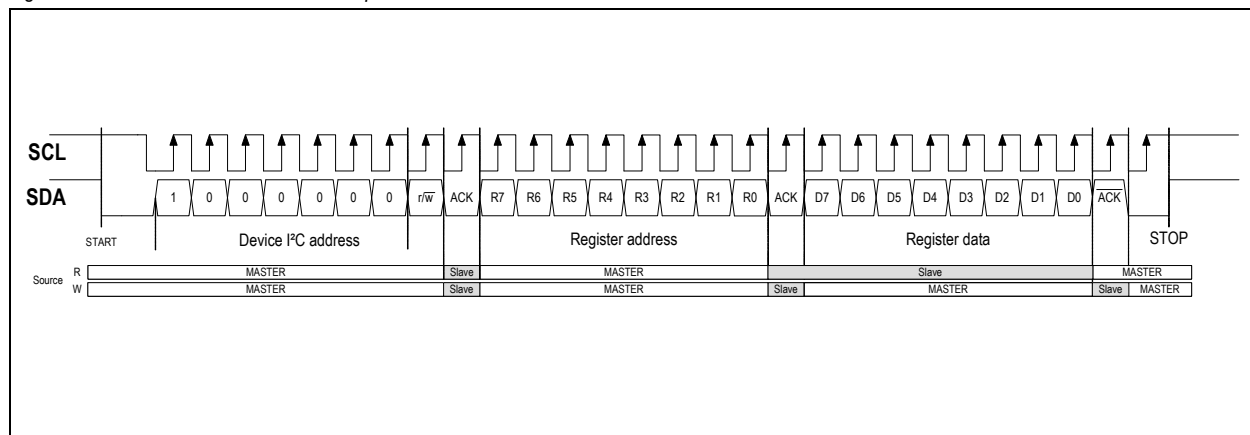 SCL
SDA
1 0 0 0 0 0 0 r/w ACK R7 R6 R5 R4 R3 R2 R1 R0 ACK D7 D6 D5 D4 D3 D2 D1 D0 ACK
START Device I²C address Register address Register data STOP
Source R MASTER Slave MASTER Slave MASTER
W MASTER Slave MASTER Slave MASTER Slave MASTER